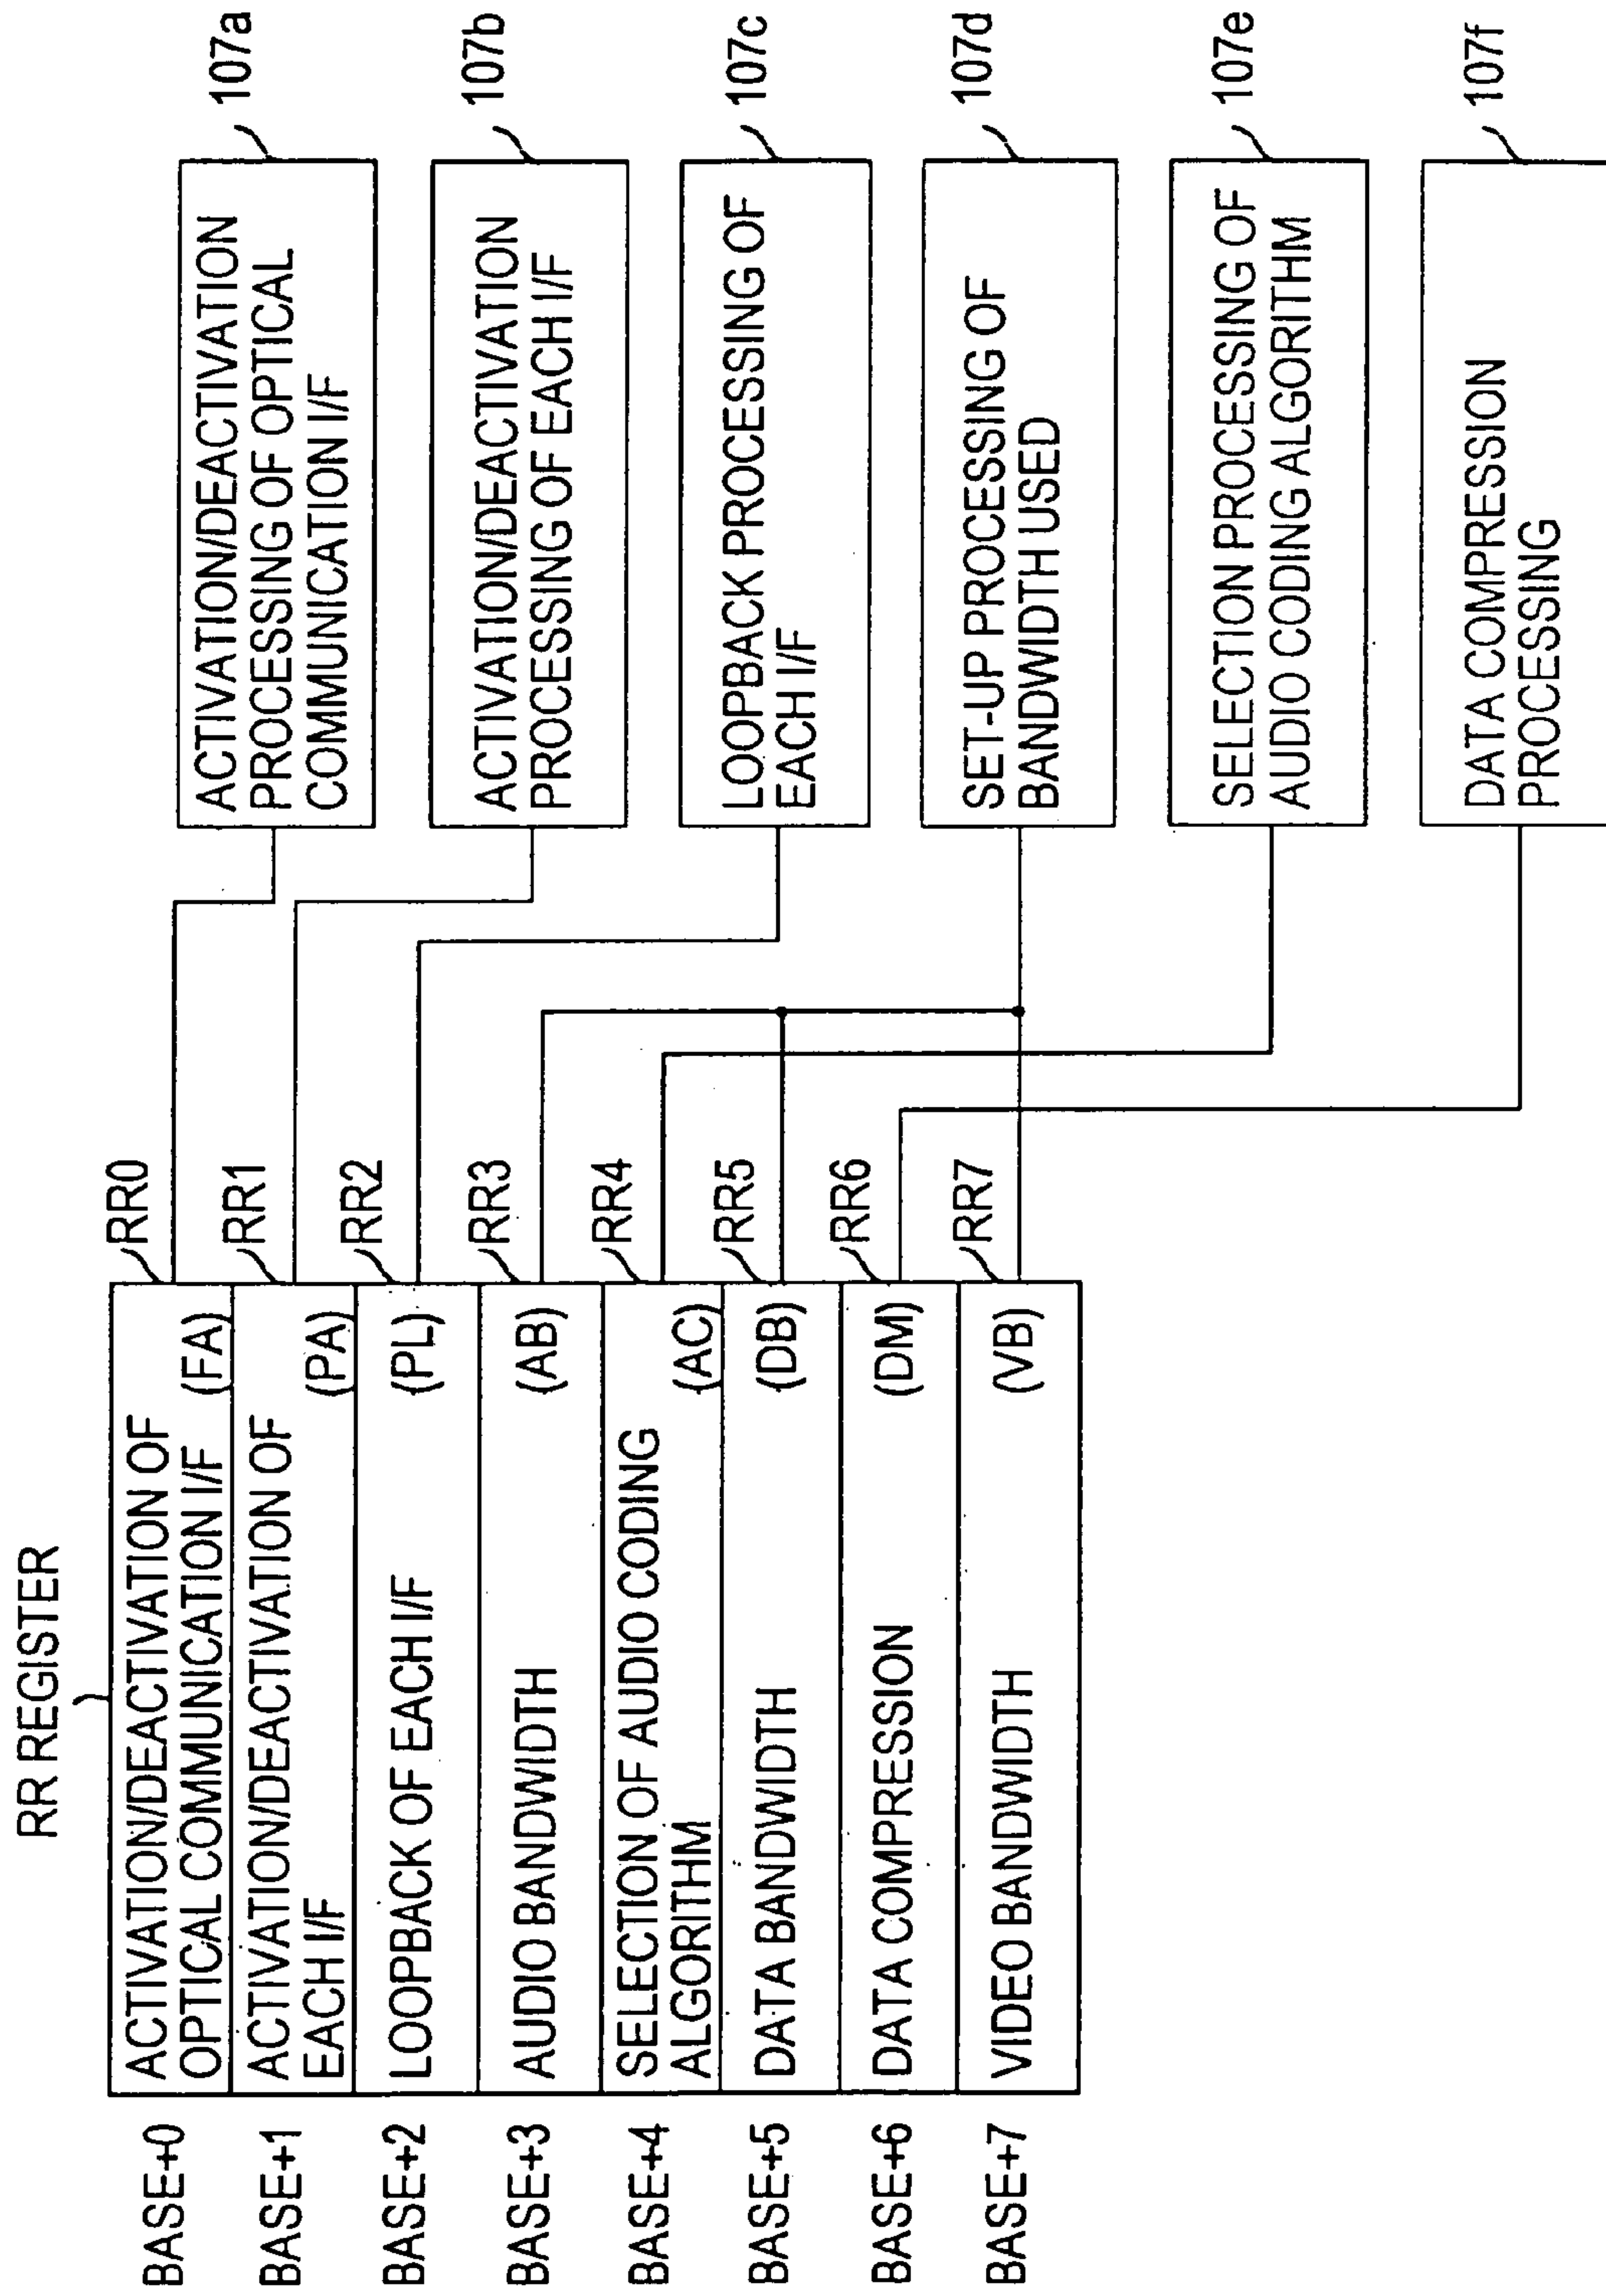 RR REGISTER
BASE+0
ACTIVATION/DEACTIVATION OF
OPTICAL COMMUNICATION I/F (FA)
RR0
BASE+1
ACTIVATION/DEACTIVATION OF
EACH I/F (PA)
RR1
BASE+2
LOOPBACK OF EACH I/F (PL)
RR2
BASE+3
AUDIO BANDWIDTH (AB)
RR3
BASE+4
SELECTION OF AUDIO CODING
ALGORITHM (AC)
RR4
BASE+5
DATA BANDWIDTH (DB)
RR5
BASE+6
DATA COMPRESSION (DM)
RR6
BASE+7
VIDEO BANDWIDTH (VB)
RR7
ACTIVATION/DEACTIVATION
PROCESSING OF OPTICAL
COMMUNICATION I/F
107a
ACTIVATION/DEACTIVATION
PROCESSING OF EACH I/F
107b
LOOPBACK PROCESSING OF
EACH I/F
107c
SET-UP PROCESSING OF
BANDWIDTH USED
107d
SELECTION PROCESSING OF
AUDIO CODING ALGORITHM
107e
DATA COMPRESSION
PROCESSING
107f